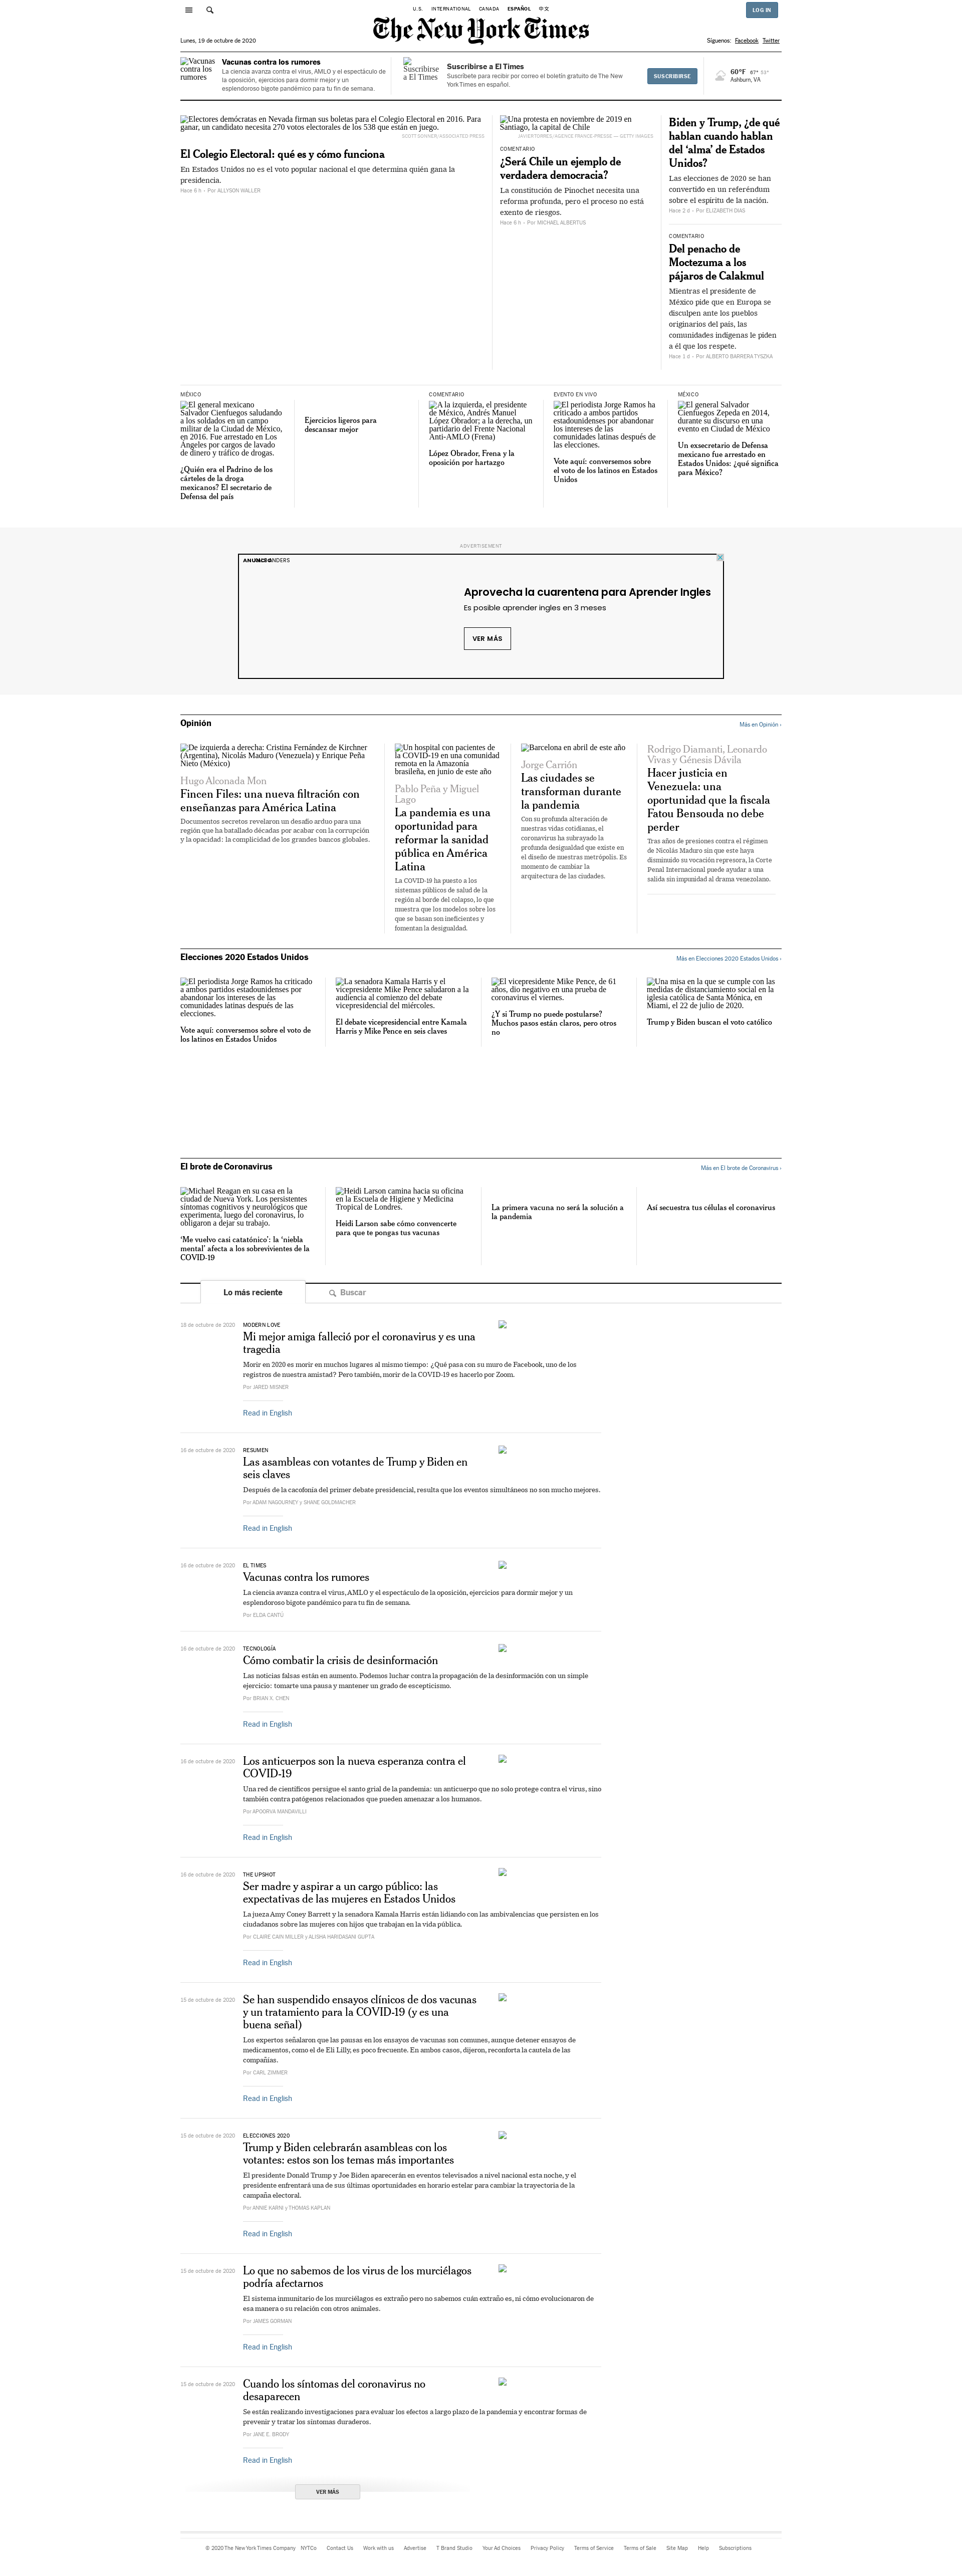 U.S. INTERNATIONAL CANADA ESPAÑOL 中文
LOG IN
The New York Times
Lunes, 19 de octubre de 2020
Síguenos: Facebook Twitter
Vacunas contra los rumores
Vacunas contra los rumores
La ciencia avanza contra el virus, AMLO y el espectáculo de
la oposición, ejercicios para dormir mejor y un
esplendoroso bigote pandémico para tu fin de semana.
Suscribirse a El Times
Suscribirse a El Times
Suscríbete para recibir por correo el boletín gratuito de The New
York Times en español.
SUSCRIBIRSE
60°F 67° 53°
Ashburn, VA
Electores demócratas en Nevada firman sus boletas para el Colegio Electoral en 2016. Para
ganar, un candidato necesita 270 votos electorales de los 538 que están en juego.
SCOTT SONNER/ASSOCIATED PRESS
El Colegio Electoral: qué es y cómo funciona
En Estados Unidos no es el voto popular nacional el que determina quién gana la
presidencia.
Hace 6 h - Por ALLYSON WALLER
Una protesta en noviembre de 2019 en
Santiago, la capital de Chile
JAVIER TORRES/AGENCE FRANCE-PRESSE — GETTY IMAGES
COMENTARIO
¿Será Chile un ejemplo de
verdadera democracia?
La constitución de Pinochet necesita una
reforma profunda, pero el proceso no está
exento de riesgos.
Hace 6 h - Por MICHAEL ALBERTUS
Biden y Trump, ¿de qué
hablan cuando hablan
del ‘alma’ de Estados
Unidos?
Las elecciones de 2020 se han
convertido en un referéndum
sobre el espíritu de la nación.
Hace 2 d - Por ELIZABETH DIAS
COMENTARIO
Del penacho de
Moctezuma a los
pájaros de Calakmul
Mientras el presidente de
México pide que en Europa se
disculpen ante los pueblos
originarios del país, las
comunidades indígenas le piden
a él que los respete.
Hace 1 d - Por ALBERTO BARRERA TYSZKA
MÉXICO
El general mexicano
Salvador Cienfuegos saludando
a los soldados en un campo
militar de la Ciudad de México,
en 2016. Fue arrestado en Los
Ángeles por cargos de lavado
de dinero y tráfico de drogas.
¿Quién era el Padrino de los
cárteles de la droga
mexicanos? El secretario de
Defensa del país
Ejercicios ligeros para
descansar mejor
COMENTARIO
A la izquierda, el presidente
de México, Andrés Manuel
López Obrador; a la derecha, un
partidario del Frente Nacional
Anti-AMLO (Frena)
López Obrador, Frena y la
oposición por hartazgo
EVENTO EN VIVO
El periodista Jorge Ramos ha
criticado a ambos partidos
estadounidenses por abandonar
los intereses de las
comunidades latinas después de
las elecciones.
Vote aquí: conversemos sobre
el voto de los latinos en Estados
Unidos
MÉXICO
El general Salvador
Cienfuegos Zepeda en 2014,
durante su discurso en una
evento en Ciudad de México
Un exsecretario de Defensa
mexicano fue arrestado en
Estados Unidos: ¿qué significa
para México?
ADVERTISEMENT
ANUNCIO
Aprovecha la cuarentena para Aprender Ingles
Es posible aprender ingles en 3 meses
VER MÁS
Opinión
Más en Opinión ›
De izquierda a derecha: Cristina Fernández de Kirchner
(Argentina), Nicolás Maduro (Venezuela) y Enrique Peña
Nieto (México)
Hugo Alconada Mon
Fincen Files: una nueva filtración con
enseñanzas para América Latina
Documentos secretos revelaron un desafío arduo para una
región que ha batallado décadas por acabar con la corrupción
y la opacidad: la complicidad de los grandes bancos globales.
Un hospital con pacientes de
la COVID-19 en una comunidad
remota en la Amazonía
brasileña, en junio de este año
Pablo Peña y Miguel
Lago
La pandemia es una
oportunidad para
reformar la sanidad
pública en América
Latina
La COVID-19 ha puesto a los
sistemas públicos de salud de la
región al borde del colapso, lo que
muestra que los modelos sobre los
que se basan son ineficientes y
fomentan la desigualdad.
Barcelona en abril de este año
Jorge Carrión
Las ciudades se
transforman durante
la pandemia
Con su profunda alteración de
nuestras vidas cotidianas, el
coronavirus ha subrayado la
profunda desigualdad que existe en
el diseño de nuestras metrópolis. Es
momento de cambiar la
arquitectura de las ciudades.
Rodrigo Diamanti, Leonardo
Vivas y Génesis Dávila
Hacer justicia en
Venezuela: una
oportunidad que la fiscala
Fatou Bensouda no debe
perder
Tras años de presiones contra el régimen
de Nicolás Maduro sin que este haya
disminuido su vocación represora, la Corte
Penal Internacional puede ayudar a una
salida sin impunidad al drama venezolano.
Elecciones 2020 Estados Unidos
Más en Elecciones 2020 Estados Unidos ›
El periodista Jorge Ramos ha criticado
a ambos partidos estadounidenses por
abandonar los intereses de las
comunidades latinas después de las
elecciones.
Vote aquí: conversemos sobre el voto de
los latinos en Estados Unidos
La senadora Kamala Harris y el
vicepresidente Mike Pence saludaron a la
audiencia al comienzo del debate
vicepresidencial del miércoles.
El debate vicepresidencial entre Kamala
Harris y Mike Pence en seis claves
El vicepresidente Mike Pence, de 61
años, dio negativo en una prueba de
coronavirus el viernes.
¿Y si Trump no puede postularse?
Muchos pasos están claros, pero otros
no
Una misa en la que se cumple con las
medidas de distanciamiento social en la
iglesia católica de Santa Mónica, en
Miami, el 22 de julio de 2020.
Trump y Biden buscan el voto católico
El brote de Coronavirus
Más en El brote de Coronavirus ›
Michael Reagan en su casa en la
ciudad de Nueva York. Los persistentes
síntomas cognitivos y neurológicos que
experimenta, luego del coronavirus, lo
obligaron a dejar su trabajo.
‘Me vuelvo casi catatónico’: la ‘niebla
mental’ afecta a los sobrevivientes de la
COVID-19
Heidi Larson camina hacia su oficina
en la Escuela de Higiene y Medicina
Tropical de Londres.
Heidi Larson sabe cómo convencerte
para que te pongas tus vacunas
La primera vacuna no será la solución a
la pandemia
Así secuestra tus células el coronavirus
Lo más reciente
Buscar
18 de octubre de 2020
MODERN LOVE
Mi mejor amiga falleció por el coronavirus y es una
tragedia
Morir en 2020 es morir en muchos lugares al mismo tiempo: ¿Qué pasa con su muro de Facebook, uno de los
registros de nuestra amistad? Pero también, morir de la COVID-19 es hacerlo por Zoom.
Por JARED MISNER
Read in English
16 de octubre de 2020
RESUMEN
Las asambleas con votantes de Trump y Biden en
seis claves
Después de la cacofonía del primer debate presidencial, resulta que los eventos simultáneos no son mucho mejores.
Por ADAM NAGOURNEY y SHANE GOLDMACHER
Read in English
16 de octubre de 2020
EL TIMES
Vacunas contra los rumores
La ciencia avanza contra el virus, AMLO y el espectáculo de la oposición, ejercicios para dormir mejor y un
esplendoroso bigote pandémico para tu fin de semana.
Por ELDA CANTÚ
16 de octubre de 2020
TECNOLOGÍA
Cómo combatir la crisis de desinformación
Las noticias falsas están en aumento. Podemos luchar contra la propagación de la desinformación con un simple
ejercicio: tomarte una pausa y mantener un grado de escepticismo.
Por BRIAN X. CHEN
Read in English
16 de octubre de 2020
Los anticuerpos son la nueva esperanza contra el
COVID-19
Una red de científicos persigue el santo grial de la pandemia: un anticuerpo que no solo protege contra el virus, sino
también contra patógenos relacionados que pueden amenazar a los humanos.
Por APOORVA MANDAVILLI
Read in English
16 de octubre de 2020
THE UPSHOT
Ser madre y aspirar a un cargo público: las
expectativas de las mujeres en Estados Unidos
La jueza Amy Coney Barrett y la senadora Kamala Harris están lidiando con las ambivalencias que persisten en los
ciudadanos sobre las mujeres con hijos que trabajan en la vida pública.
Por CLAIRE CAIN MILLER y ALISHA HARIDASANI GUPTA
Read in English
15 de octubre de 2020
Se han suspendido ensayos clínicos de dos vacunas
y un tratamiento para la COVID-19 (y es una
buena señal)
Los expertos señalaron que las pausas en los ensayos de vacunas son comunes, aunque detener ensayos de
medicamentos, como el de Eli Lilly, es poco frecuente. En ambos casos, dijeron, reconforta la cautela de las
compañías.
Por CARL ZIMMER
Read in English
15 de octubre de 2020
ELECCIONES 2020
Trump y Biden celebrarán asambleas con los
votantes: estos son los temas más importantes
El presidente Donald Trump y Joe Biden aparecerán en eventos televisados a nivel nacional esta noche, y el
presidente enfrentará una de sus últimas oportunidades en horario estelar para cambiar la trayectoria de la
campaña electoral.
Por ANNIE KARNI y THOMAS KAPLAN
Read in English
15 de octubre de 2020
Lo que no sabemos de los virus de los murciélagos
podría afectarnos
El sistema inmunitario de los murciélagos es extraño pero no sabemos cuán extraño es, ni cómo evolucionaron de
esa manera o su relación con otros animales.
Por JAMES GORMAN
Read in English
15 de octubre de 2020
Cuando los síntomas del coronavirus no
desaparecen
Se están realizando investigaciones para evaluar los efectos a largo plazo de la pandemia y encontrar formas de
prevenir y tratar los síntomas duraderos.
Por JANE E. BRODY
Read in English
VER MÁS
© 2020 The New York Times Company NYTCo Contact Us Work with us Advertise T Brand Studio Your Ad Choices Privacy Policy Terms of Service Terms of Sale Site Map Help Subscriptions